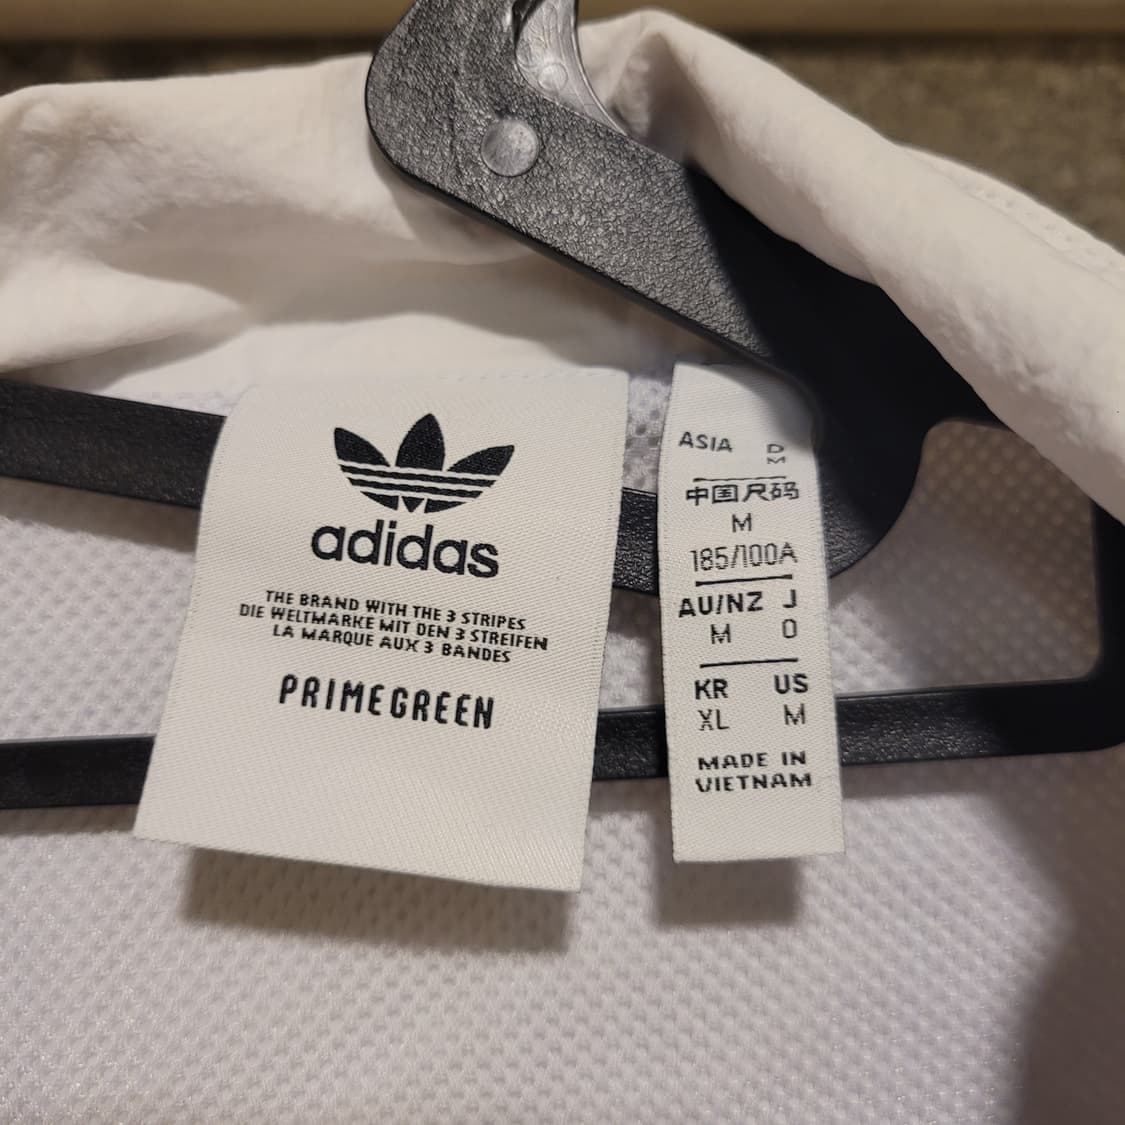 adidas
THE BRAND WITH THE 3 STRIPES
DIE WELTMARKE MIT DEN 3 STREIFEN
LA MARQUE AUX 3 BANDES
PRIMEGREEN
ASIA D
M
中国尺码
M
185/100A
AU/NZ J
M O
KR US
XL M
MADE IN
VIETNAM